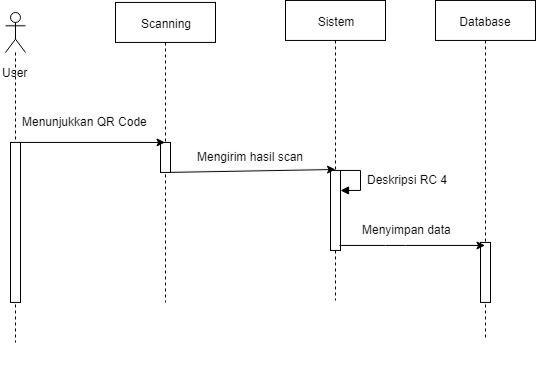 Scanning
Sistem
Database
User
Menunjukkan QR Code
Mengirim hasil scan
Deskripsi RC 4
Menyimpan data